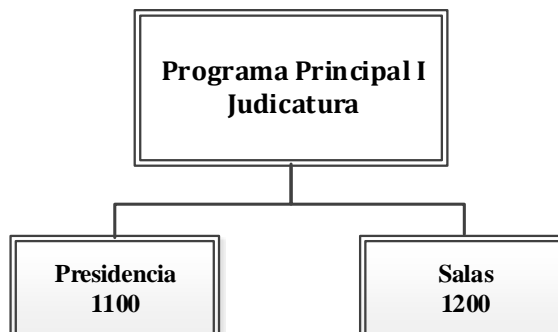 Programa Principal I
Judicatura
Presidencia
1100
Salas
1200